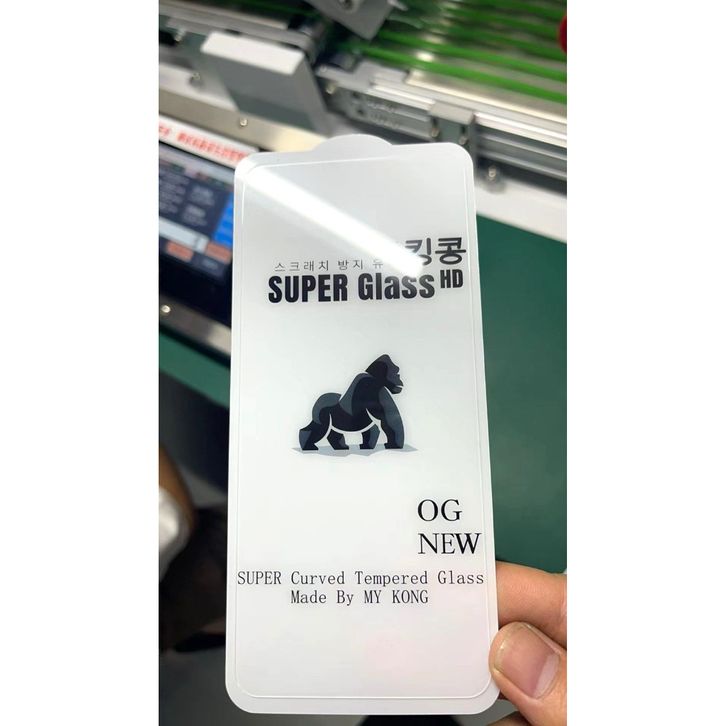 스크래치 방지 유
킹콩
SUPER Glass HD
OG
NEW
SUPER Curved Tempered Glass
Made By MY KONG